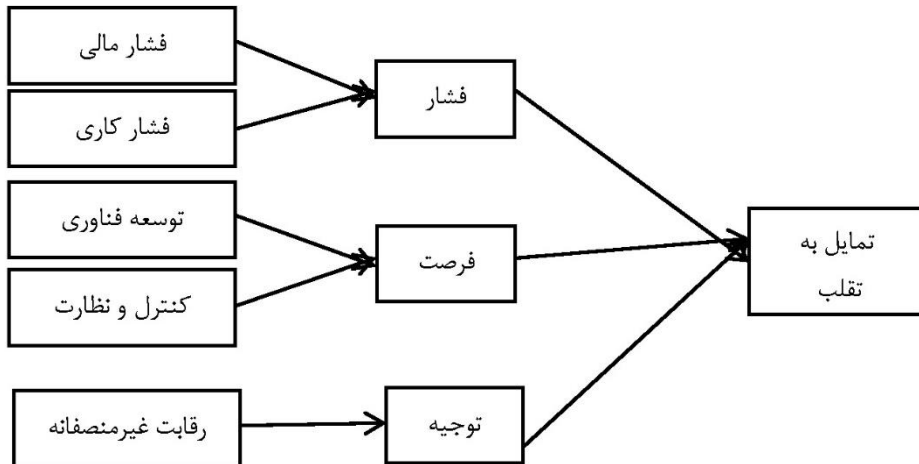 فشار مالی
فشار کاری
فشار
توسعه فناوری
کنترل و نظارت
فرصت
رقابت غیرمنصفانه
توجیه
تمایل به
تقلب